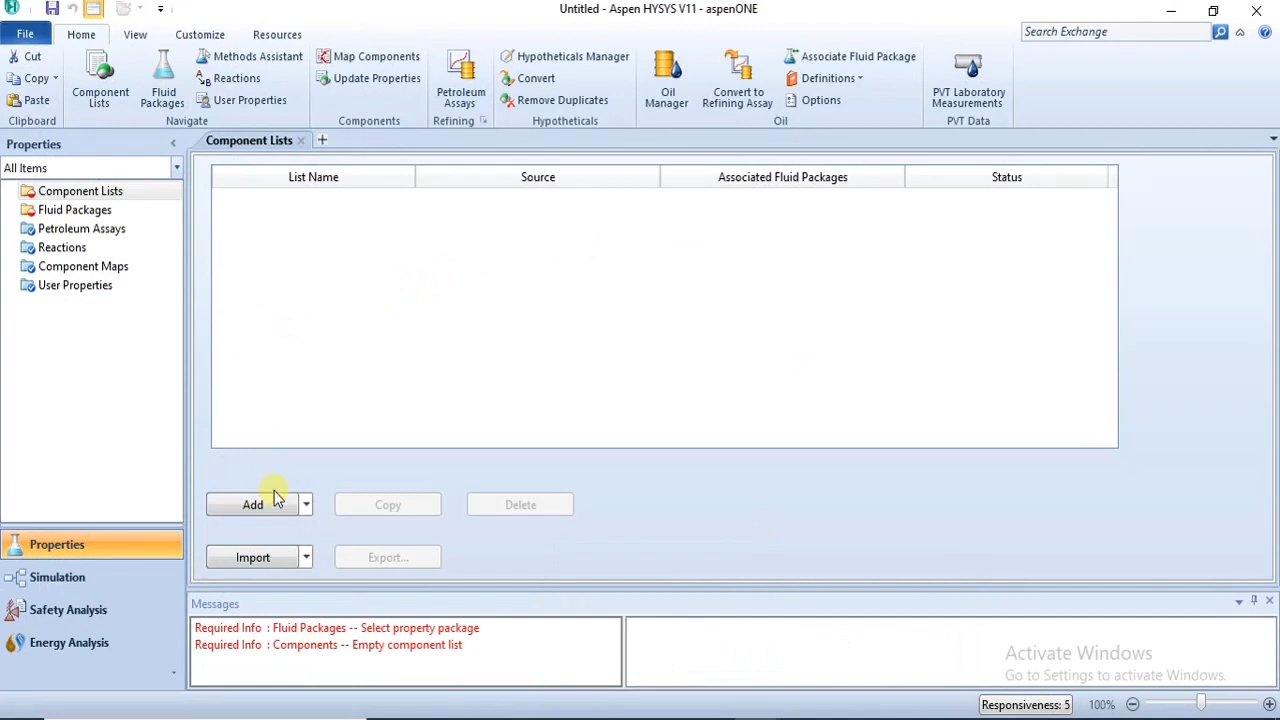 Untitled - Aspen HYSYS V11 - aspenONE
File Home View Customize Resources
Search Exchange
Cut
Copy
Paste
Clipboard
Component Lists
Fluid Packages
Methods Assistant
Reactions
User Properties
Navigate
Map Components
Update Properties
Components
Petroleum Assays
Refining
Hypotheticals Manager
Convert
Remove Duplicates
Hypotheticals
Oil Manager
Convert to Refining Assay
Associate Fluid Package
Definitions
Options
Oil
PVT Laboratory Measurements
PVT Data
Properties
All Items
Component Lists
Fluid Packages
Petroleum Assays
Reactions
Component Maps
User Properties
Properties
Simulation
Safety Analysis
Energy Analysis
Component Lists
List Name Source Associated Fluid Packages Status
Add Copy Delete
Import Export...
Messages
Required Info : Fluid Packages -- Select property package
Required Info : Components -- Empty component list
Activate Windows
Go to Settings to activate Windows.
Responsiveness: 5 100%